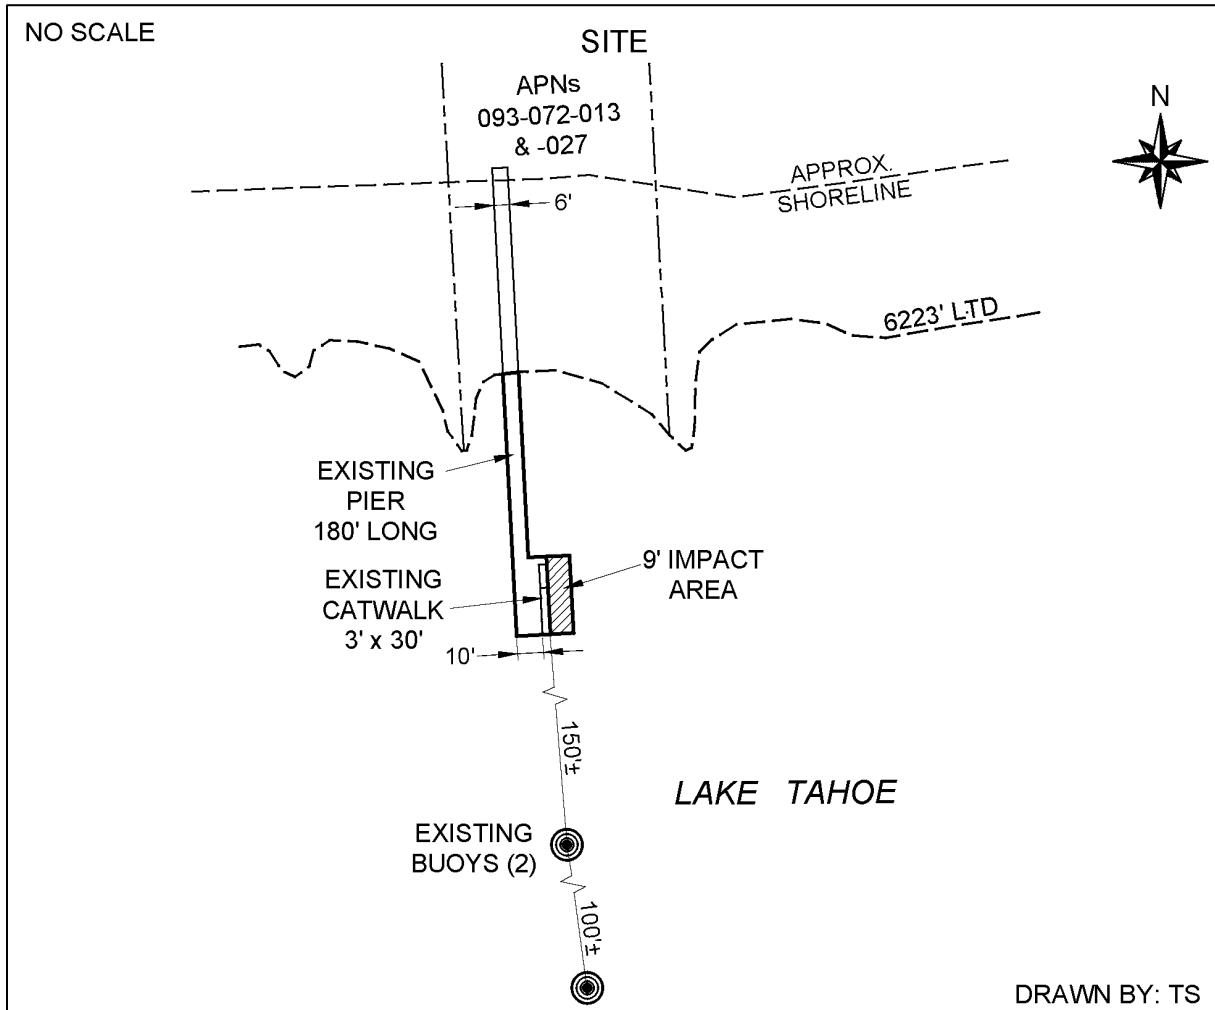 NO SCALE
SITE
APNs
093-072-013
& -027
N
APPROX.
SHORELINE
6'
6223' LTD
EXISTING
PIER
180' LONG
9' IMPACT
AREA
EXISTING
CATWALK
3' x 30'
10'
150'±
LAKE TAHOE
EXISTING
BUOYS (2)
100'±
DRAWN BY: TS